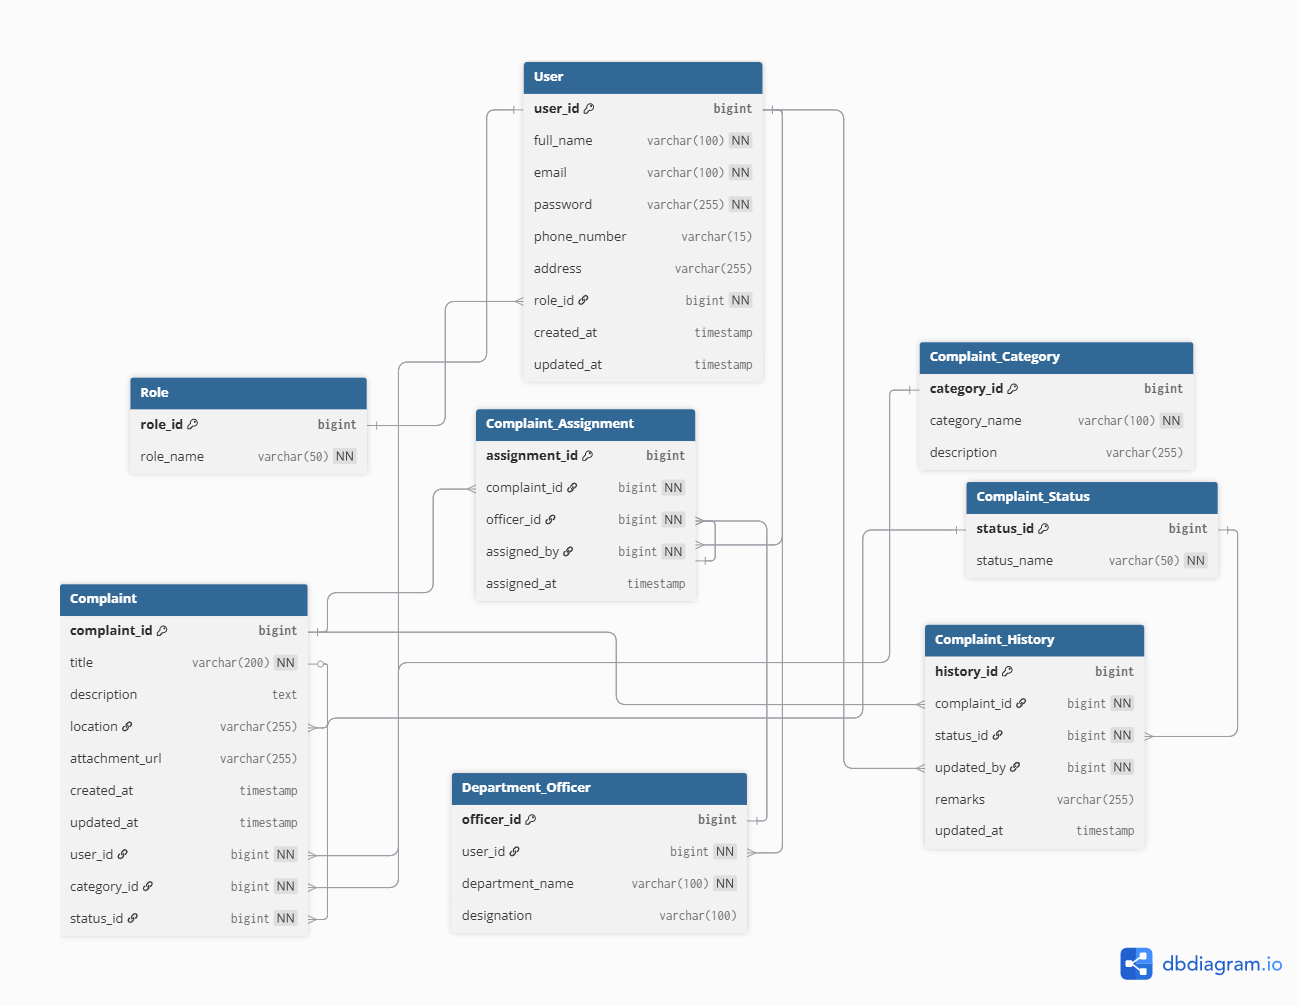 User
user_id bigint
full_name varchar(100) NN
email varchar(100) NN
password varchar(255) NN
phone_number varchar(15)
address varchar(255)
role_id bigint NN
created_at timestamp
updated_at timestamp
Role
role_id bigint
role_name varchar(50) NN
Complaint_Assignment
assignment_id bigint
complaint_id bigint NN
officer_id bigint NN
assigned_by bigint NN
assigned_at timestamp
Complaint_Category
category_id bigint
category_name varchar(100) NN
description varchar(255)
Complaint_Status
status_id bigint
status_name varchar(50) NN
Complaint
complaint_id bigint
title varchar(200) NN
description text
location varchar(255)
attachment_url varchar(255)
created_at timestamp
updated_at timestamp
user_id bigint NN
category_id bigint NN
status_id bigint NN
Complaint_History
history_id bigint
complaint_id bigint NN
status_id bigint NN
updated_by bigint NN
remarks varchar(255)
updated_at timestamp
Department_Officer
officer_id bigint
user_id bigint NN
department_name varchar(100) NN
designation varchar(100)
dbdiagram.io